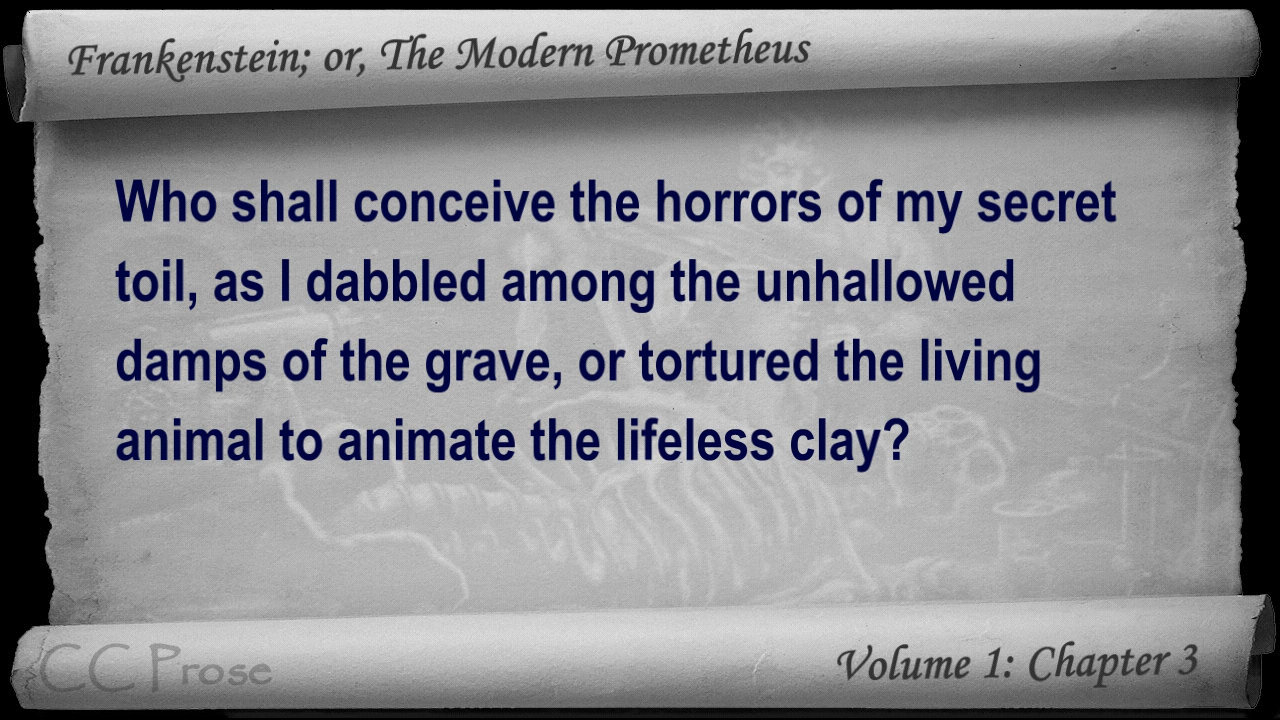 Frankenstein; or, The Modern Prometheus
Who shall conceive the horrors of my secret
toil, as I dabbled among the unhallowed
damps of the grave, or tortured the living
animal to animate the lifeless clay?
CC Prose
Volume 1: Chapter 3